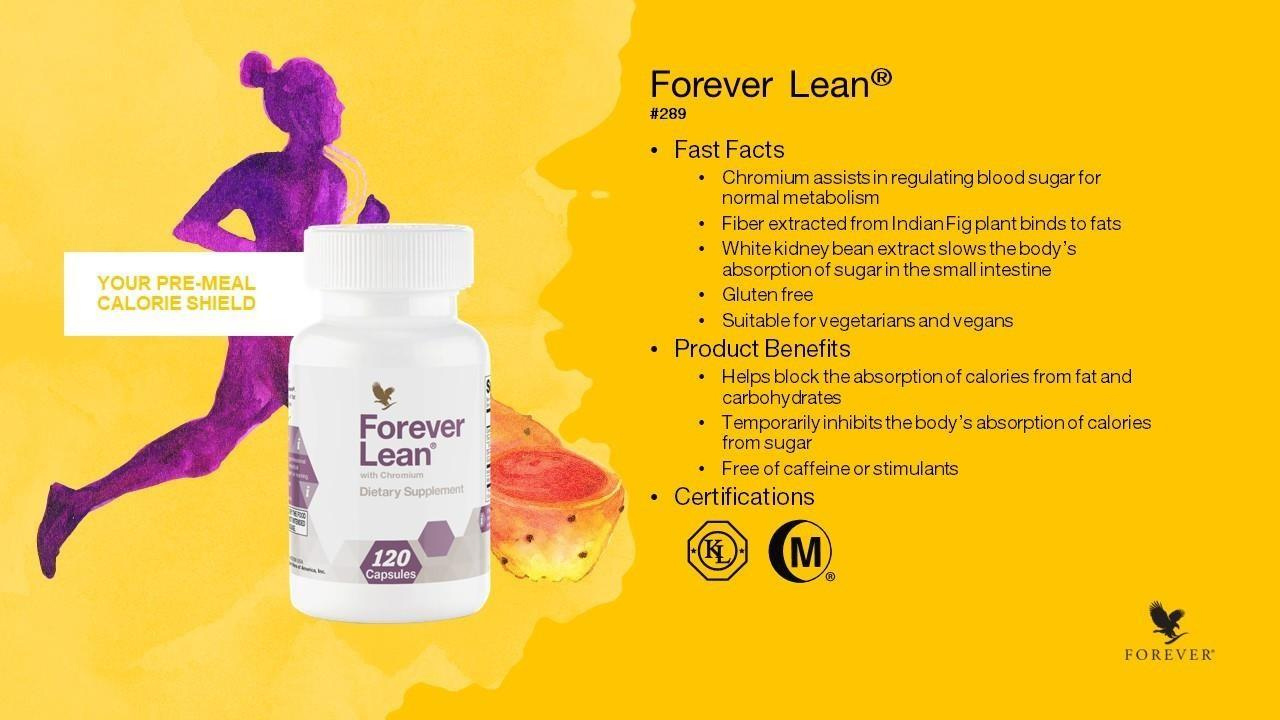 Forever Lean®
#289
• Fast Facts
• Chromium assists in regulating blood sugar for
normal metabolism
• Fiber extracted from Indian Fig plant binds to fats
• White kidney bean extract slows the body's
absorption of sugar in the small intestine
• Gluten free
• Suitable for vegetarians and vegans
• Product Benefits
• Helps block the absorption of calories from fat and
carbohydrates
• Temporarily inhibits the body's absorption of calories
from sugar
• Free of caffeine or stimulants
• Certifications
KL
M®
YOUR PRE-MEAL
CALORIE SHIELD
Forever
Lean®
with Chromium
Dietary Supplement
120
Capsules
FOREVER®